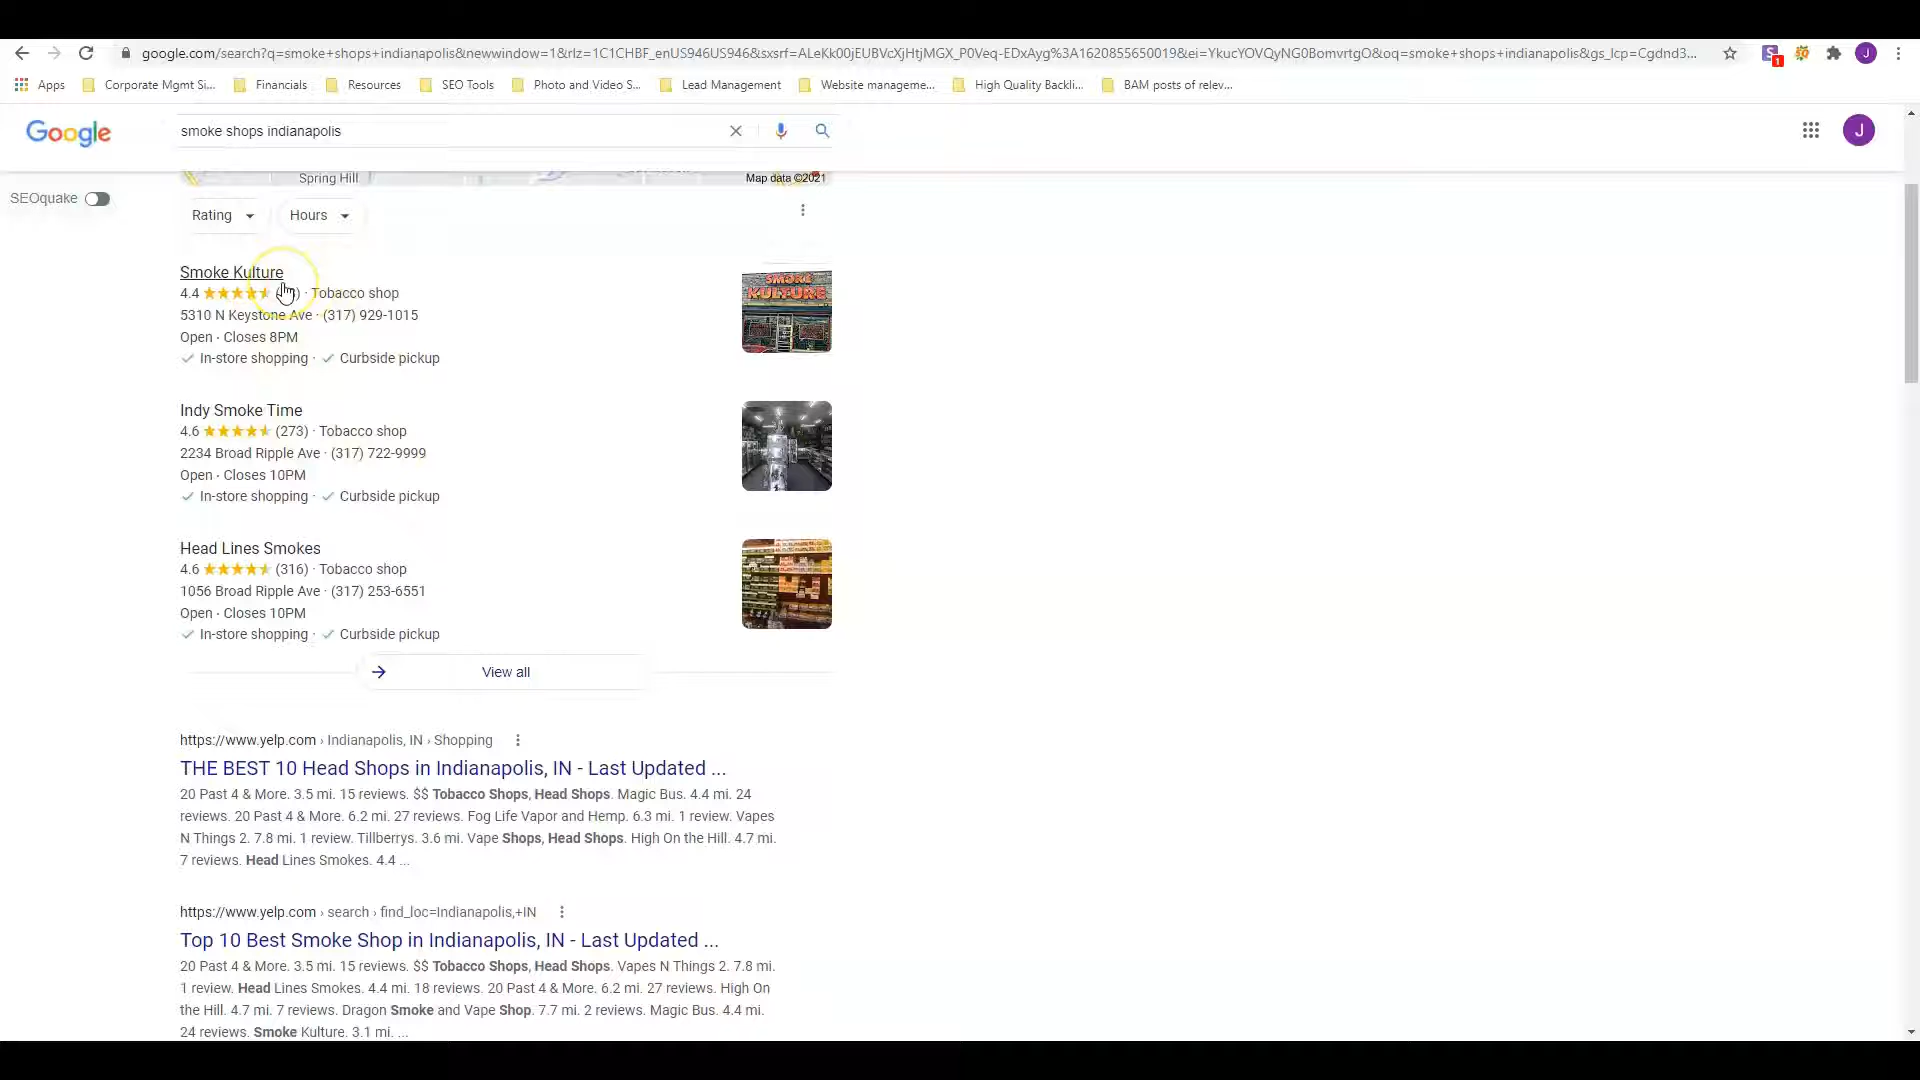 google.com/search?q=smoke+shops+indianapolis&newwindow=1&rlz=1C1CHBF_enUS946US946&sxsrf=ALeKk00jEUBVcXjHtjMGX_P0Veq-EDxAyg%3A1620855650019&ei=YkucYOVQyNG0BomvrtgO&oq=smoke+shops+indianapolis&gs_lcp=Cgdnd3...
1
J
Apps Corporate Mgmt Si... Financials Resources SEO Tools Photo and Video S... Lead Management Website manageme... High Quality Backli... BAM posts of relev...
Google
smoke shops indianapolis
J
SEOquake
Spring Hill
Map data ©2021
Rating
Hours
Smoke Kulture
4.4 · Tobacco shop
5310 N Keystone Ave · (317) 929-1015
Open · Closes 8PM
In-store shopping · Curbside pickup
SMOKE
KULTURE
Indy Smoke Time
4.6 (273) · Tobacco shop
2234 Broad Ripple Ave · (317) 722-9999
Open · Closes 10PM
In-store shopping · Curbside pickup
Head Lines Smokes
4.6 (316) · Tobacco shop
1056 Broad Ripple Ave · (317) 253-6551
Open · Closes 10PM
In-store shopping · Curbside pickup
View all
https://www.yelp.com › Indianapolis, IN › Shopping
THE BEST 10 Head Shops in Indianapolis, IN - Last Updated ...
20 Past 4 & More. 3.5 mi. 15 reviews. $$ Tobacco Shops, Head Shops. Magic Bus. 4.4 mi. 24
reviews. 20 Past 4 & More. 6.2 mi. 27 reviews. Fog Life Vapor and Hemp. 6.3 mi. 1 review. Vapes
N Things 2. 7.8 mi. 1 review. Tillberrys. 3.6 mi. Vape Shops, Head Shops. High On the Hill. 4.7 mi.
7 reviews. Head Lines Smokes. 4.4 ...
https://www.yelp.com › search › find_loc=Indianapolis,+IN
Top 10 Best Smoke Shop in Indianapolis, IN - Last Updated ...
20 Past 4 & More. 3.5 mi. 15 reviews. $$ Tobacco Shops, Head Shops. Vapes N Things 2. 7.8 mi.
1 review. Head Lines Smokes. 4.4 mi. 18 reviews. 20 Past 4 & More. 6.2 mi. 27 reviews. High On
the Hill. 4.7 mi. 7 reviews. Dragon Smoke and Vape Shop. 7.7 mi. 2 reviews. Magic Bus. 4.4 mi.
24 reviews. Smoke Kulture. 3.1 mi. ...